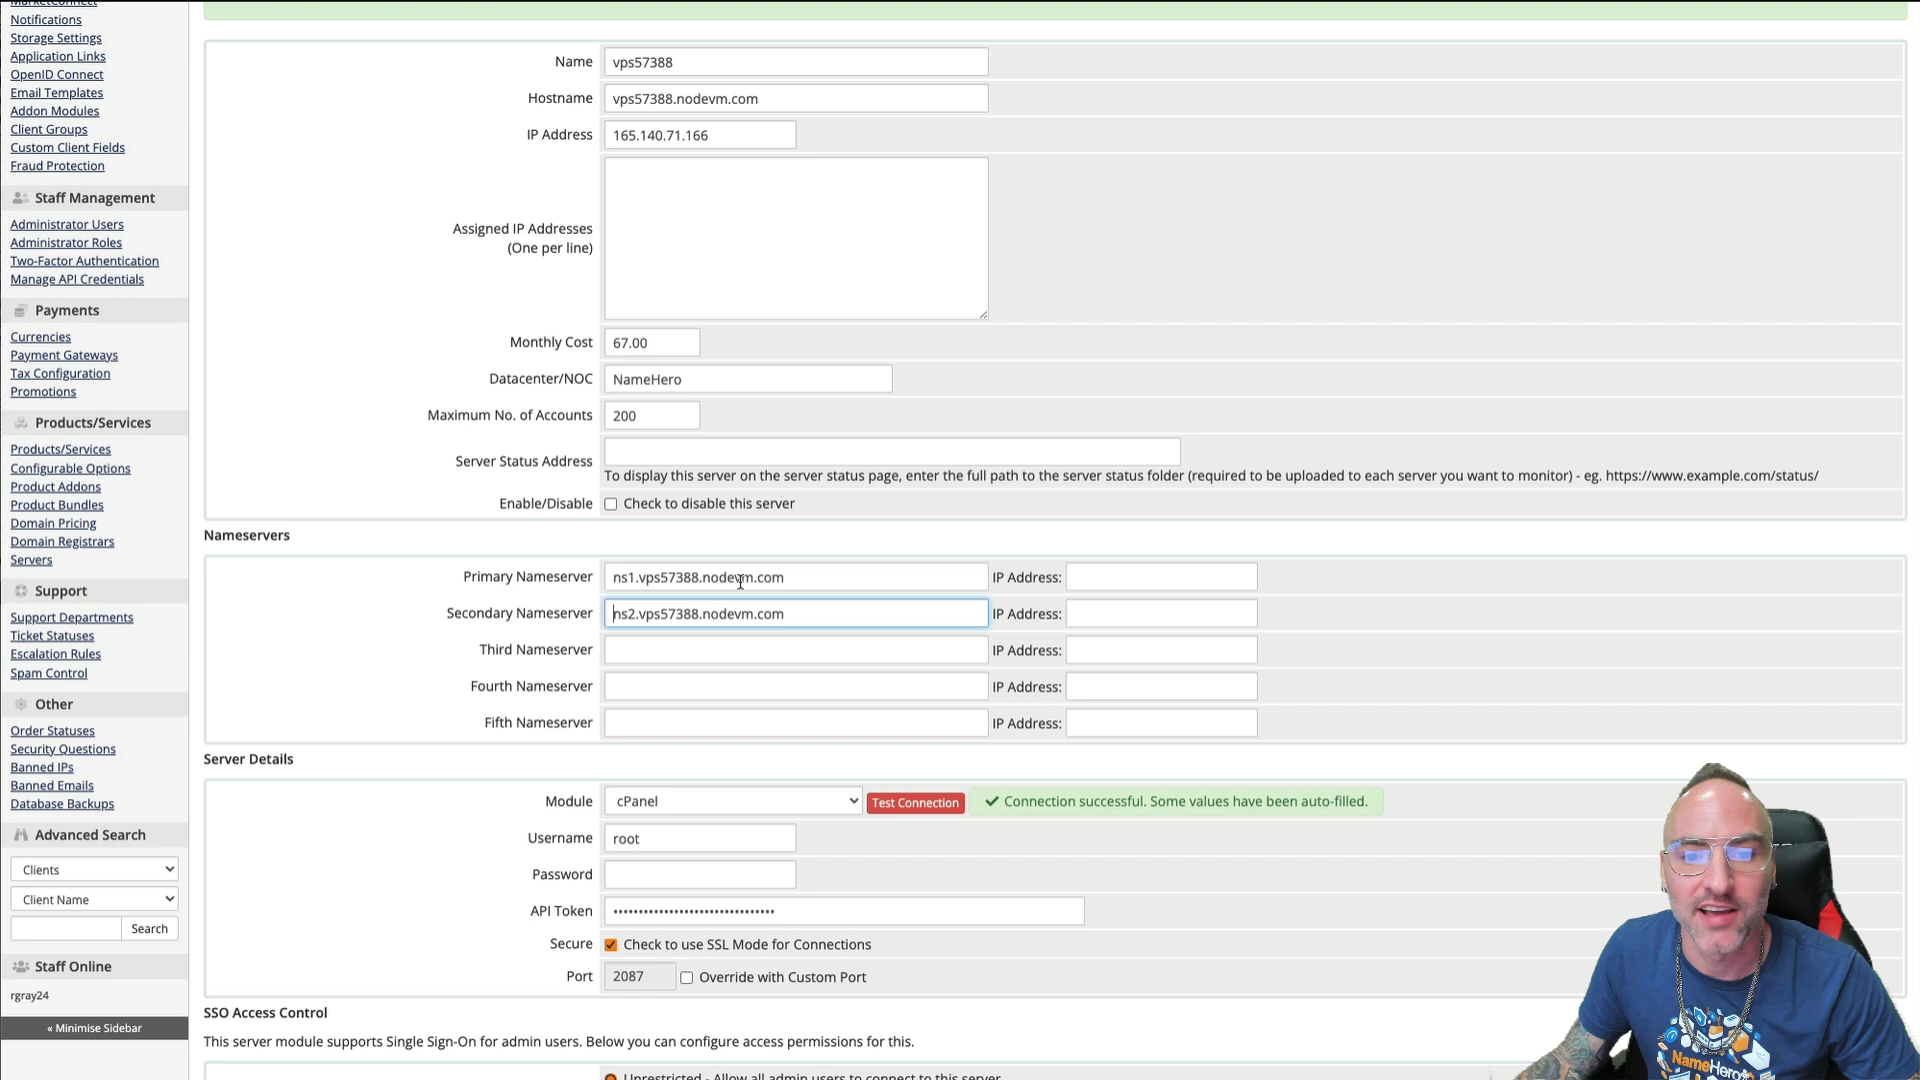 MarketConnect
Notifications
Storage Settings
Application Links
OpenID Connect
Email Templates
Addon Modules
Client Groups
Custom Client Fields
Fraud Protection
Staff Management
Administrator Users
Administrator Roles
Two-Factor Authentication
Manage API Credentials
Payments
Currencies
Payment Gateways
Tax Configuration
Promotions
Products/Services
Products/Services
Configurable Options
Product Addons
Product Bundles
Domain Pricing
Domain Registrars
Servers
Support
Support Departments
Ticket Statuses
Escalation Rules
Spam Control
Other
Order Statuses
Security Questions
Banned IPs
Banned Emails
Database Backups
Advanced Search
Clients
Client Name
Search
Staff Online
rgray24
« Minimise Sidebar
Name vps57388
Hostname vps57388.nodevm.com
IP Address 165.140.71.166
Assigned IP Addresses
(One per line)
Monthly Cost 67.00
Datacenter/NOC NameHero
Maximum No. of Accounts 200
Server Status Address
To display this server on the server status page, enter the full path to the server status folder (required to be uploaded to each server you want to monitor) - eg. https://www.example.com/status/
Enable/Disable Check to disable this server
Nameservers
Primary Nameserver ns1.vps57388.nodevm.com IP Address:
Secondary Nameserver ns2.vps57388.nodevm.com IP Address:
Third Nameserver IP Address:
Fourth Nameserver IP Address:
Fifth Nameserver IP Address:
Server Details
Module cPanel Test Connection ✔ Connection successful. Some values have been auto-filled.
Username root
Password
API Token ••••••••••••••••••••••••••••••••
Secure Check to use SSL Mode for Connections
Port 2087 Override with Custom Port
SSO Access Control
This server module supports Single Sign-On for admin users. Below you can configure access permissions for this.
Unrestricted - Allow all admin users to connect to this server
NameHero